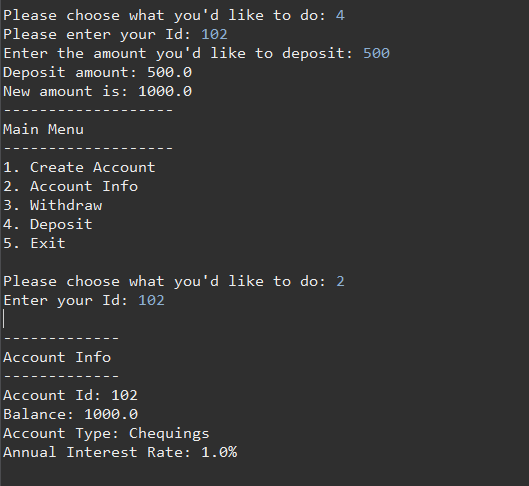 Please choose what you'd like to do: 4
Please enter your Id: 102
Enter the amount you'd like to deposit: 500
Deposit amount: 500.0
New amount is: 1000.0
-------------------
Main Menu
-------------------
1. Create Account
2. Account Info
3. Withdraw
4. Deposit
5. Exit
Please choose what you'd like to do: 2
Enter your Id: 102
-------------
Account Info
-------------
Account Id: 102
Balance: 1000.0
Account Type: Chequings
Annual Interest Rate: 1.0%